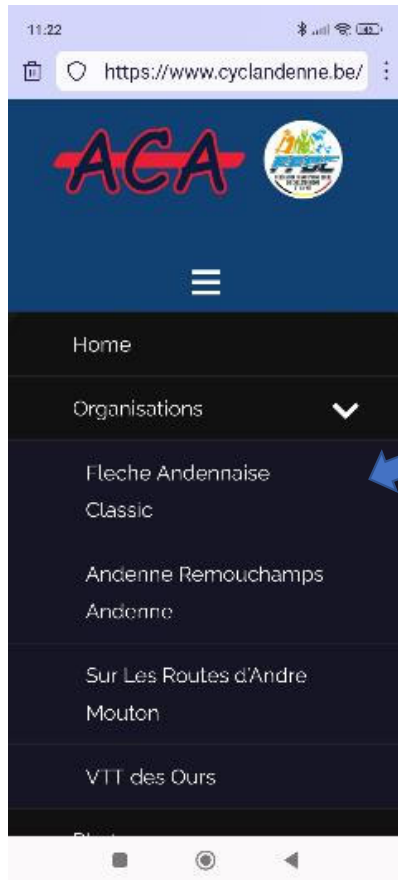 11:22
https://www.cyclandenne.be/
ACA
FFBC
Home
Organisations
Fleche Andennaise
Classic
Andenne Remouchamps
Andenne
Sur Les Routes d'Andre
Mouton
VTT des Ours